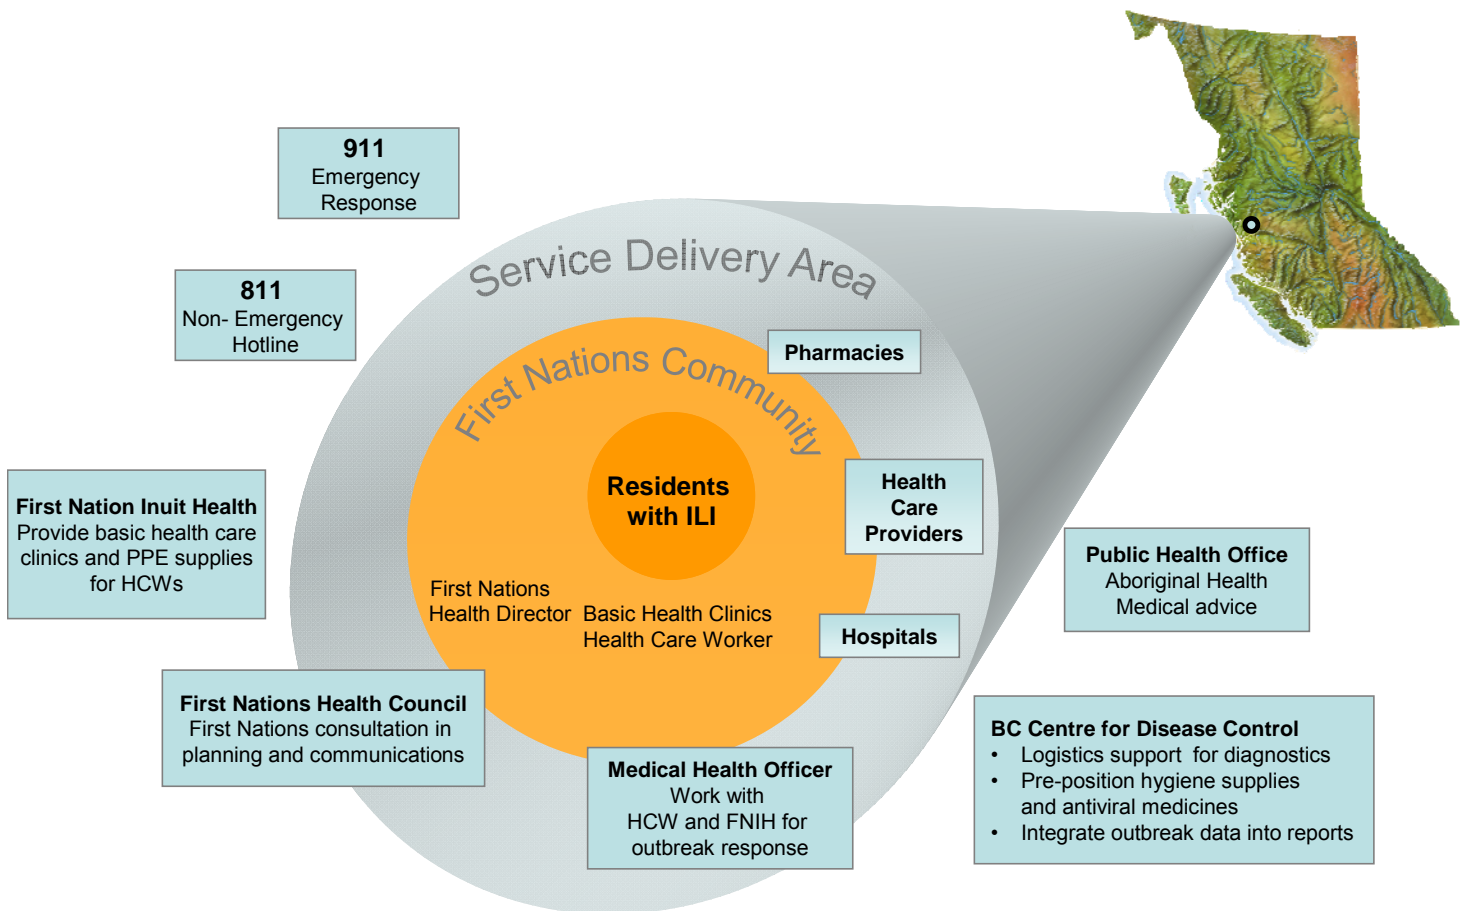 911
Emergency
Response
Service Delivery Area
811
Non- Emergency
Hotline
Pharmacies
First Nations Community
Residents
with ILI
Health
Care
Providers
First Nation Inuit Health
Provide basic health care
clinics and PPE supplies
for HCWs
Public Health Office
Aboriginal Health
Medical advice
First Nations
Health Director
Basic Health Clinics
Health Care Worker
Hospitals
First Nations Health Council
First Nations consultation in
planning and communications
Medical Health Officer
Work with
HCW and FNIH for
outbreak response
BC Centre for Disease Control
• Logistics support for diagnostics
• Pre-position hygiene supplies
and antiviral medicines
• Integrate outbreak data into reports